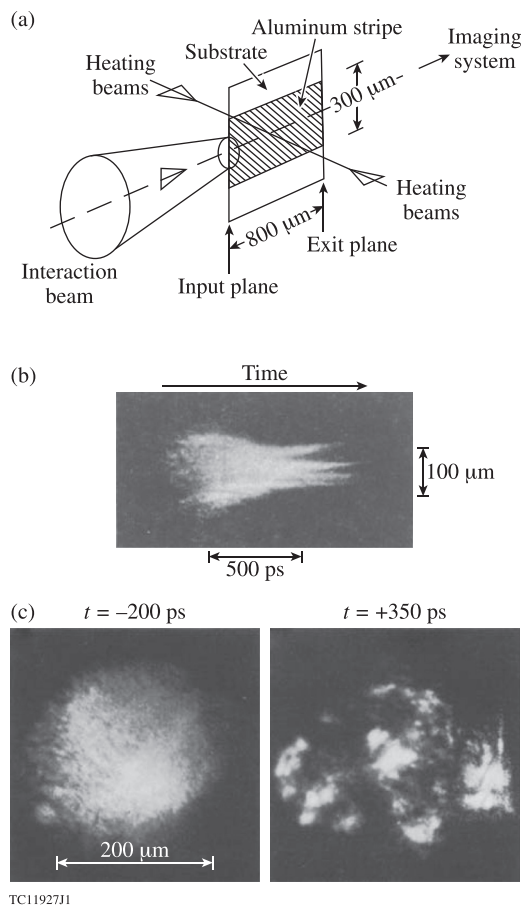 (a)
Aluminum stripe
Substrate
Imaging
system
Heating
beams
300 μm
Heating
beams
800 μm
Exit plane
Interaction
beam
Input plane
(b)
Time
100 μm
500 ps
(c)
t = –200 ps
t = +350 ps
200 μm
TC11927J1